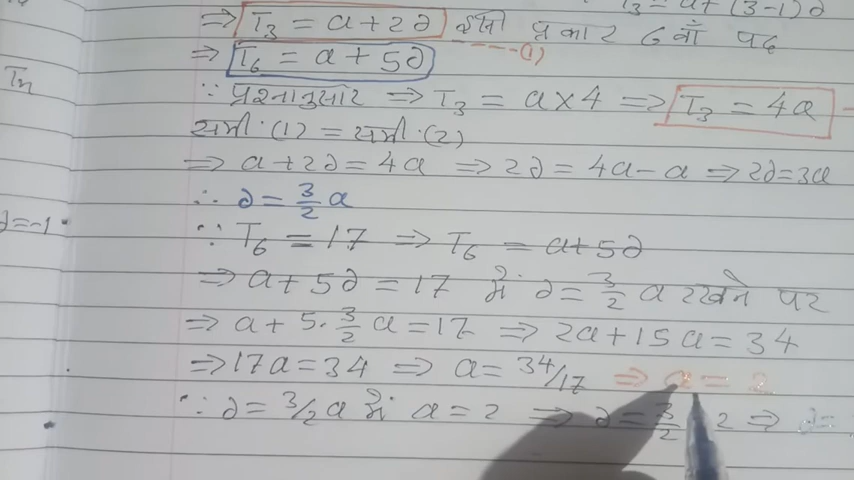 T₃ = a + (3-1)d
⇒ T₃ = a + 2d इसी प्रकार 6वाँ पद
-----(1)
⇒ T₆ = a + 5d
Tn
∵ प्रश्नानुसार ⇒ T₃ = a×4 ⇒ T₃ = 4a
समी.(1) = समी.(2)
⇒ a+2d = 4a ⇒ 2d = 4a - a ⇒ 2d = 3a
∴ d = 3/2 a
d = -1
∵ T₆ = 17 ⇒ T₆ = a+5d
⇒ a + 5d = 17 में d = 3/2 a रखने पर
⇒ a + 5·3/2 a = 17 ⇒ 2a + 15a = 34
⇒ 17a = 34 ⇒ a = 34/17 ⇒ a = 2
∵ d = 3/2 a में a = 2 ⇒ d = 3/2 2 ⇒ d =